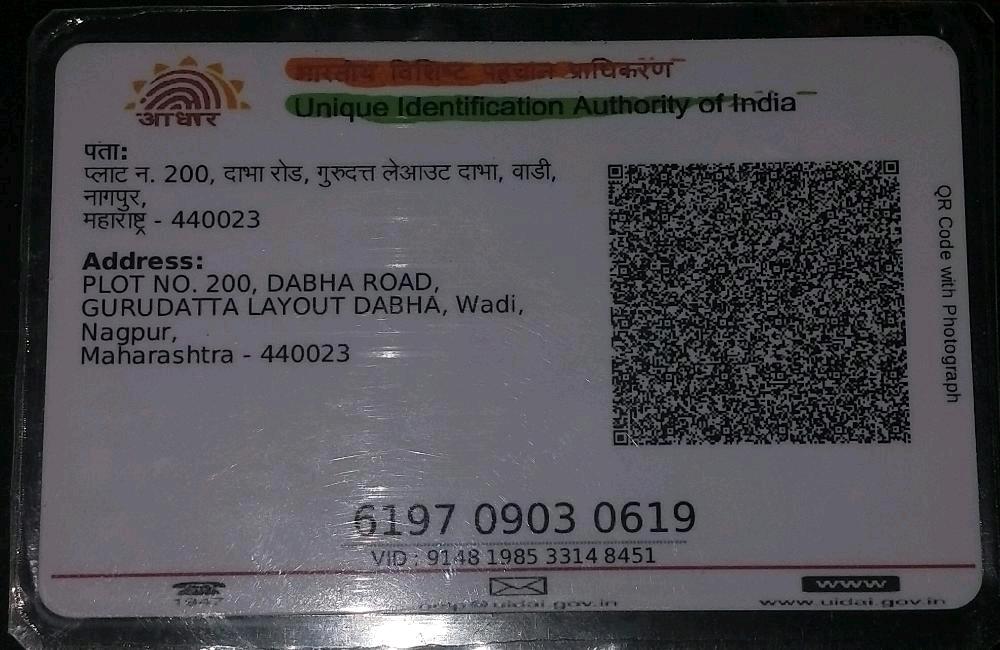 भारतीय विशिष्ट पहचान प्राधिकरण
Unique Identification Authority of India
आधार
पता:
प्लाट न. 200, दाभा रोड, गुरुदत्त लेआउट दाभा, वाडी,
नागपुर,
महाराष्ट्र - 440023
Address:
PLOT NO. 200, DABHA ROAD,
GURUDATTA LAYOUT DABHA, Wadi,
Nagpur,
Maharashtra - 440023
QR Code with Photograph
6197 0903 0619
VID : 9148 1985 3314 8451
1947
www
www.uidai.gov.in